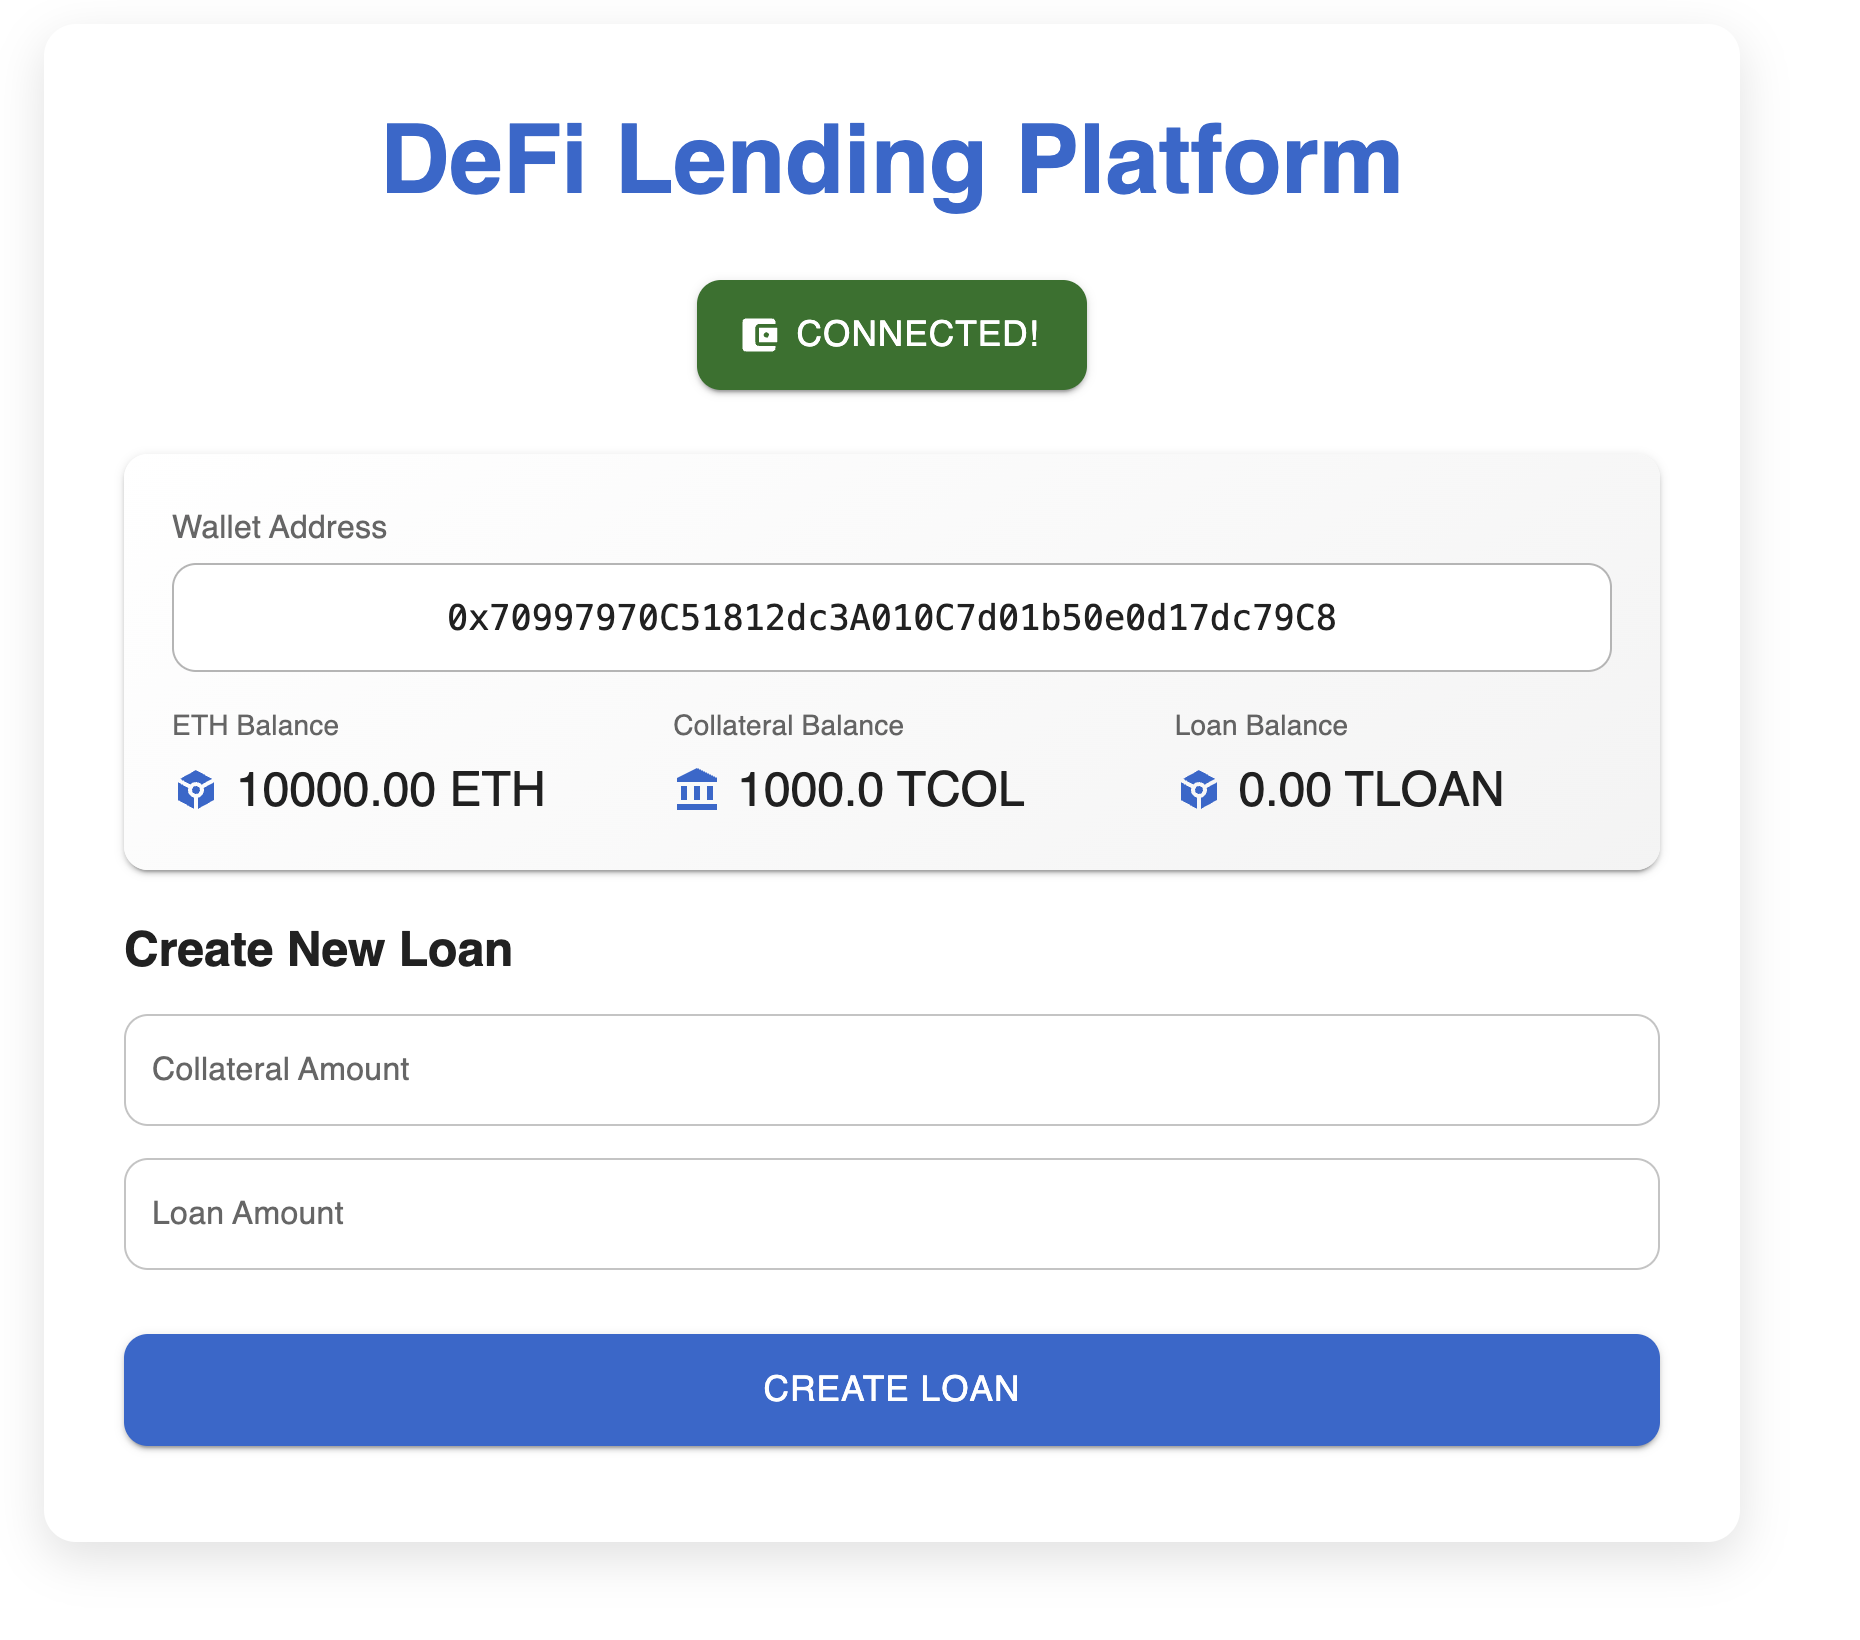 DeFi Lending Platform
CONNECTED!
Wallet Address
0x70997970C51812dc3A010C7d01b50e0d17dc79C8
ETH Balance
10000.00 ETH
Collateral Balance
1000.0 TCOL
Loan Balance
0.00 TLOAN
Create New Loan
Collateral Amount
Loan Amount
CREATE LOAN